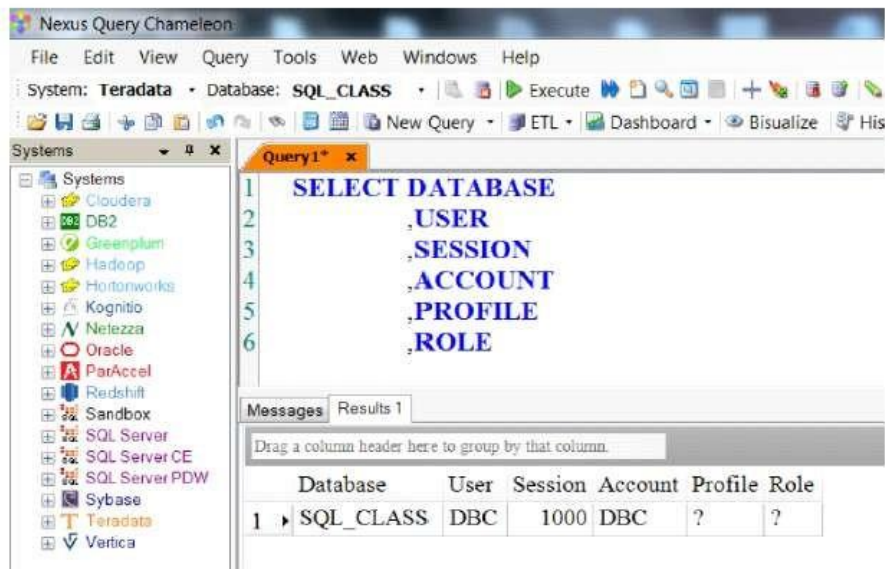 Nexus Query Chameleon
File Edit View Query Tools Web Windows Help
System: Teradata Database: SQL_CLASS Execute
New Query ETL Dashboard Bisualize His
Systems
Query1* x
Systems
Cloudera
DB2 DB2
Greenplum
Hadoop
Hortonworks
Kognitio
Netezza
Oracle
ParAccel
Redshift
Sandbox
SQL Server
SQL Server CE
SQL Server PDW
Sybase
Teradata
Vertica
1 SELECT DATABASE
2 ,USER
3 ,SESSION
4 ,ACCOUNT
5 ,PROFILE
6 ,ROLE
Messages Results 1
Drag a column header here to group by that column.
Database User Session Account Profile Role
1 SQL_CLASS DBC 1000 DBC ? ?